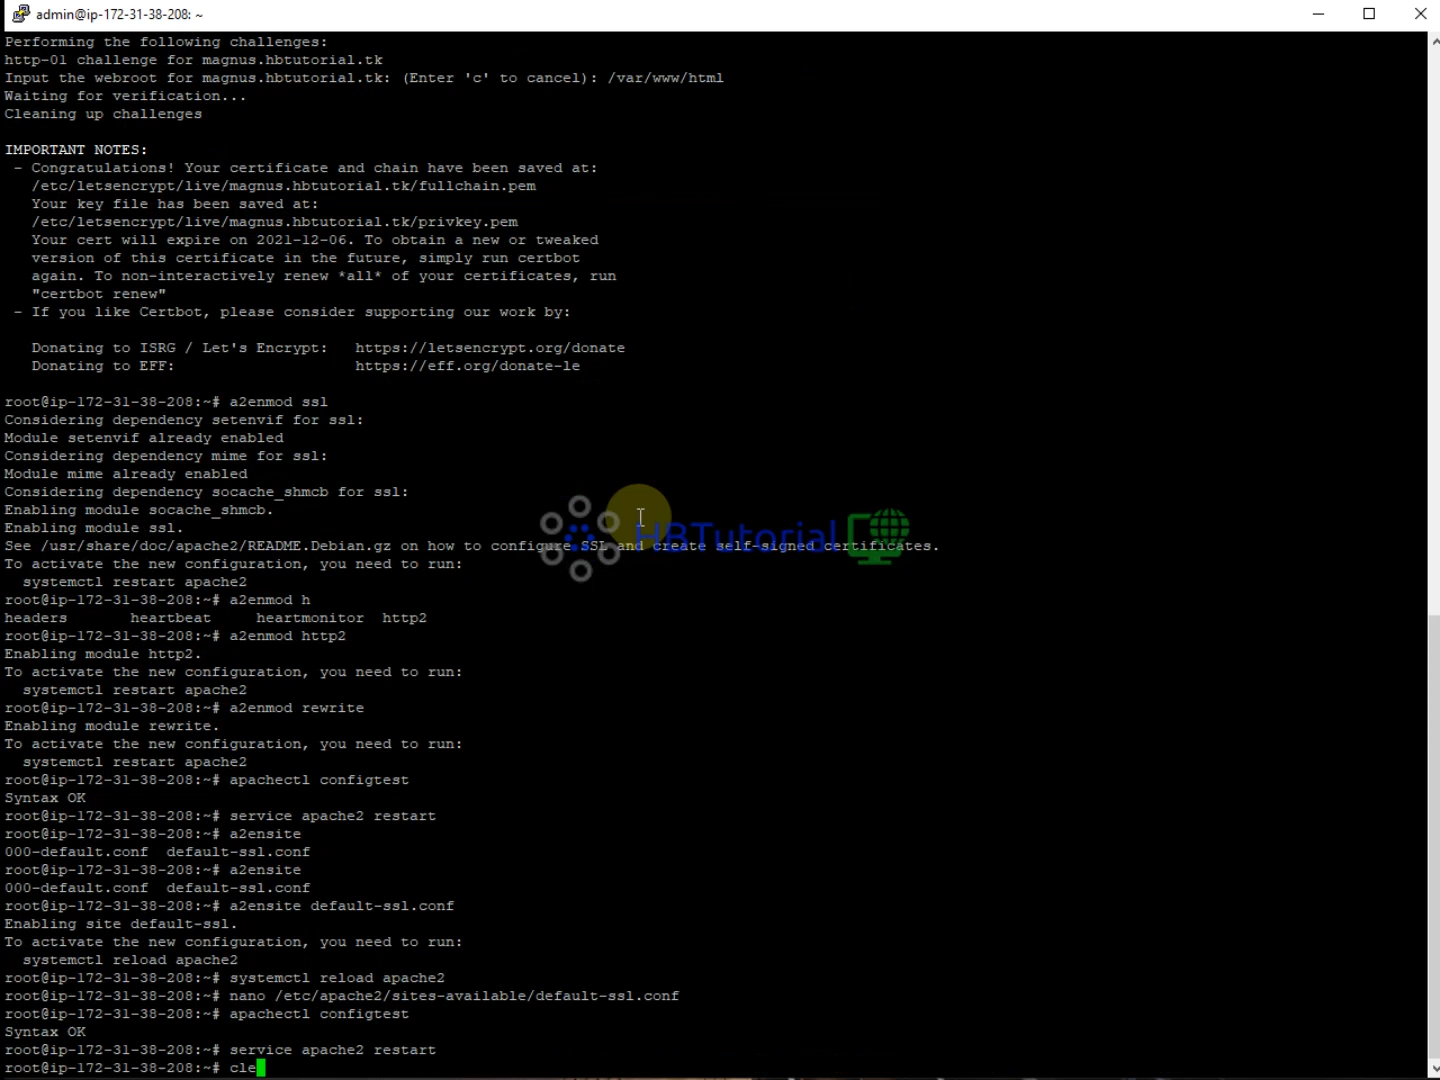 admin@ip-172-31-38-208: ~
Performing the following challenges:
http-01 challenge for magnus.hbtutorial.tk
Input the webroot for magnus.hbtutorial.tk: (Enter 'c' to cancel): /var/www/html
Waiting for verification...
Cleaning up challenges
IMPORTANT NOTES:
- Congratulations! Your certificate and chain have been saved at:
/etc/letsencrypt/live/magnus.hbtutorial.tk/fullchain.pem
Your key file has been saved at:
/etc/letsencrypt/live/magnus.hbtutorial.tk/privkey.pem
Your cert will expire on 2021-12-06. To obtain a new or tweaked
version of this certificate in the future, simply run certbot
again. To non-interactively renew *all* of your certificates, run
"certbot renew"
- If you like Certbot, please consider supporting our work by:
Donating to ISRG / Let's Encrypt: https://letsencrypt.org/donate
Donating to EFF: https://eff.org/donate-le
root@ip-172-31-38-208:~# a2enmod ssl
Considering dependency setenvif for ssl:
Module setenvif already enabled
Considering dependency mime for ssl:
Module mime already enabled
Considering dependency socache_shmcb for ssl:
Enabling module socache_shmcb.
Enabling module ssl.
HBTutorial
See /usr/share/doc/apache2/README.Debian.gz on how to configure SSL and create self-signed certificates.
To activate the new configuration, you need to run:
systemctl restart apache2
root@ip-172-31-38-208:~# a2enmod h
headers heartbeat heartmonitor http2
root@ip-172-31-38-208:~# a2enmod http2
Enabling module http2.
To activate the new configuration, you need to run:
systemctl restart apache2
root@ip-172-31-38-208:~# a2enmod rewrite
Enabling module rewrite.
To activate the new configuration, you need to run:
systemctl restart apache2
root@ip-172-31-38-208:~# apachectl configtest
Syntax OK
root@ip-172-31-38-208:~# service apache2 restart
root@ip-172-31-38-208:~# a2ensite
000-default.conf default-ssl.conf
root@ip-172-31-38-208:~# a2ensite
000-default.conf default-ssl.conf
root@ip-172-31-38-208:~# a2ensite default-ssl.conf
Enabling site default-ssl.
To activate the new configuration, you need to run:
systemctl reload apache2
root@ip-172-31-38-208:~# systemctl reload apache2
root@ip-172-31-38-208:~# nano /etc/apache2/sites-available/default-ssl.conf
root@ip-172-31-38-208:~# apachectl configtest
Syntax OK
root@ip-172-31-38-208:~# service apache2 restart
root@ip-172-31-38-208:~# cle